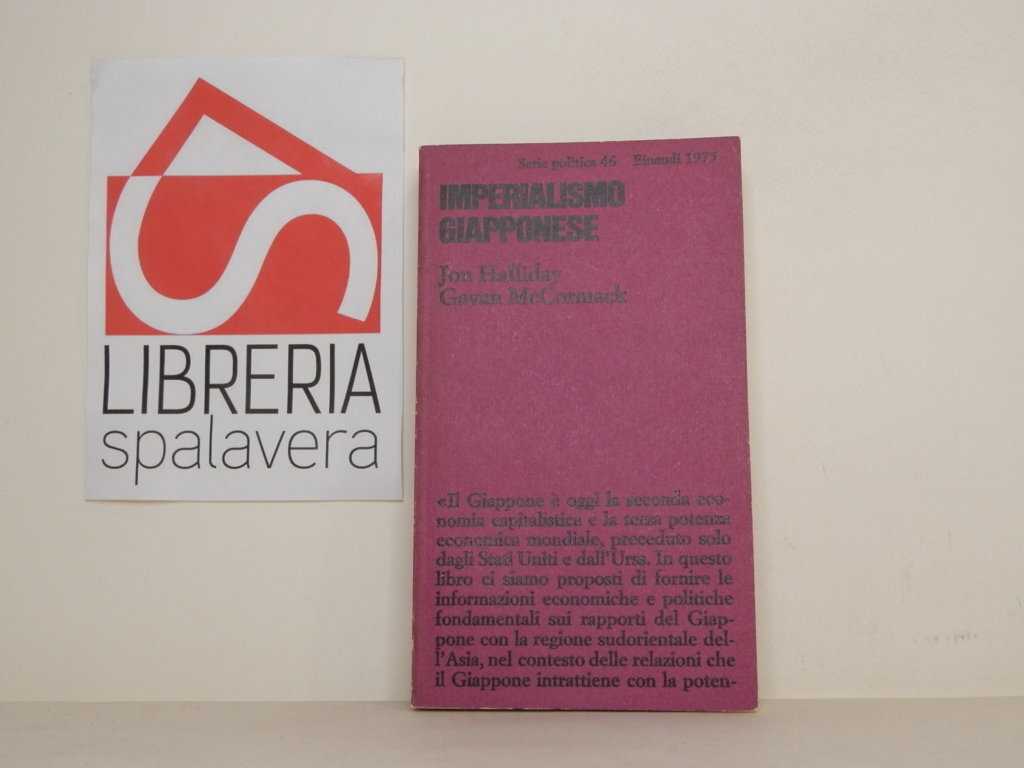 LIBRERIA
spalavera
Serie politica 46 Einaudi 1975
IMPERIALISMO
GIAPPONESE
Jon Halliday
Gavan McCormack
«Il Giappone è oggi la seconda eco-
nomia capitalistica e la terza potenza
economica mondiale, preceduto solo
dagli Stati Uniti e dall'Urss. In questo
libro ci siamo proposti di fornire le
informazioni economiche e politiche
fondamentali sui rapporti del Giap-
pone con la regione sudorientale del-
l'Asia, nel contesto delle relazioni che
il Giappone intrattiene con la poten-